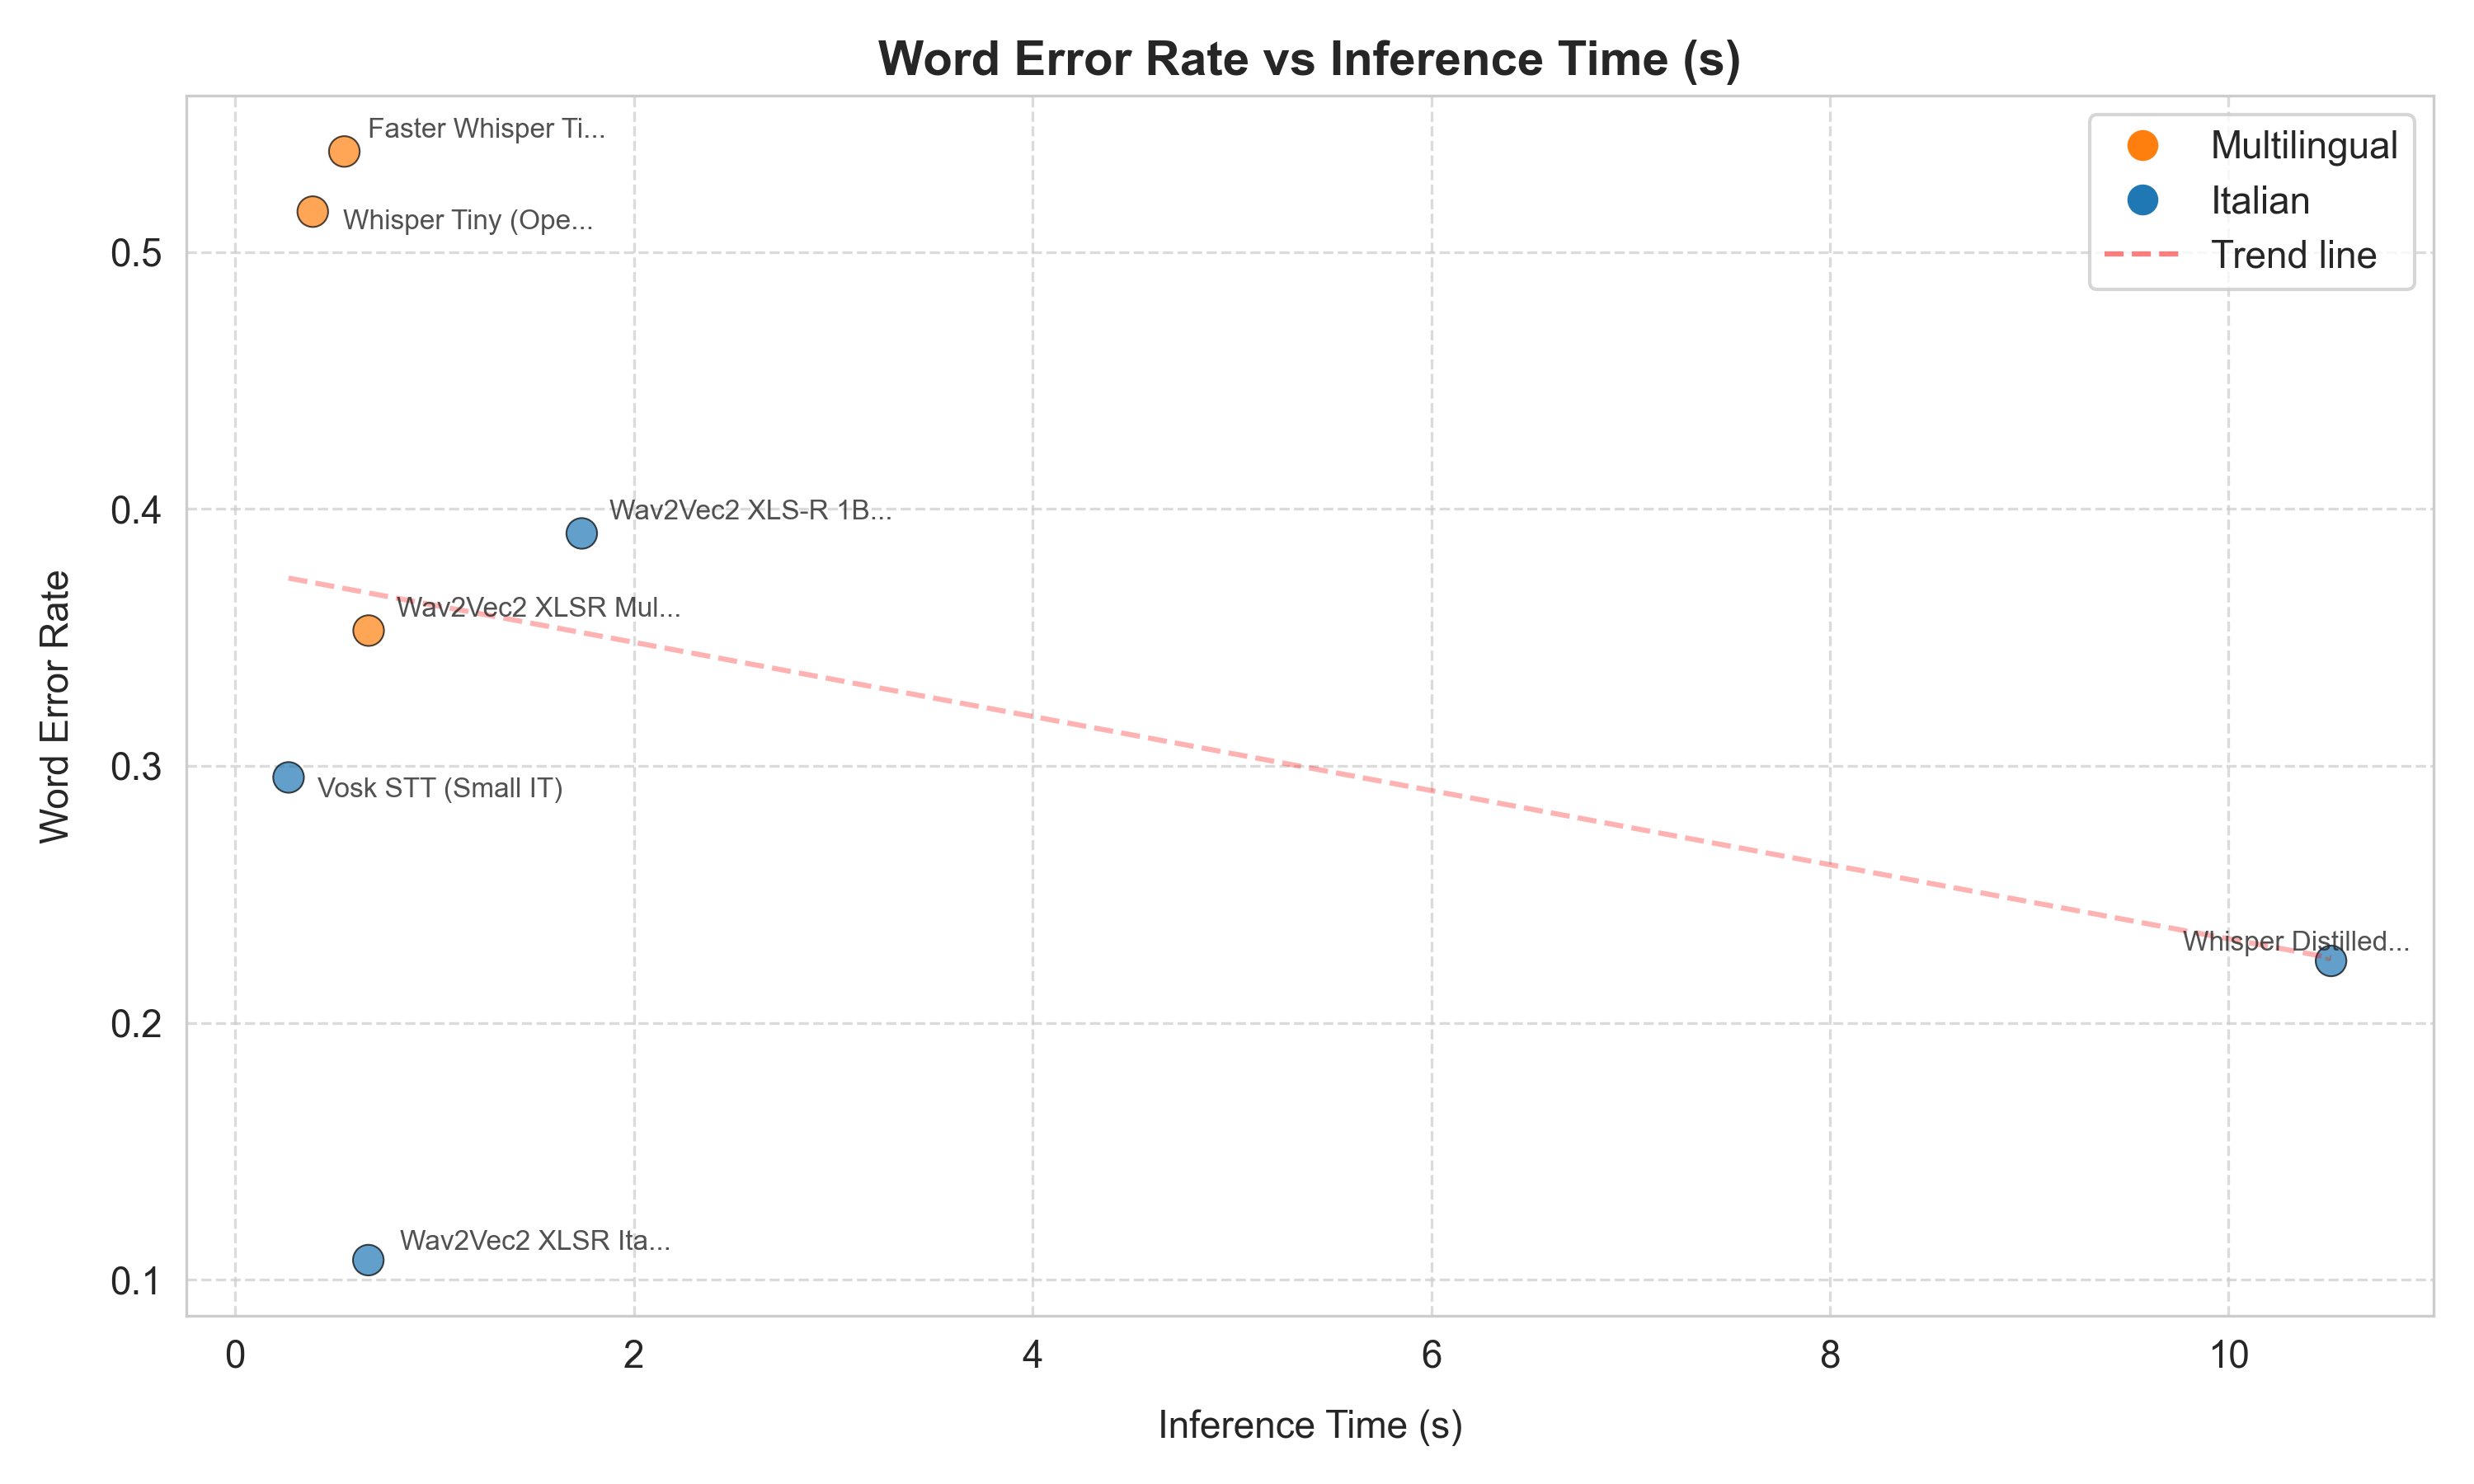 Word Error Rate vs Inference Time (s)
Faster Whisper Ti...
Whisper Tiny (Ope...
Wav2Vec2 XLS-R 1B...
Wav2Vec2 XLSR Mul...
Vosk STT (Small IT)
Whisper Distilled...
Wav2Vec2 XLSR Ita...
Multilingual
Italian
Trend line
Word Error Rate
0.5
0.4
0.3
0.2
0.1
0 2 4 6 8 10
Inference Time (s)